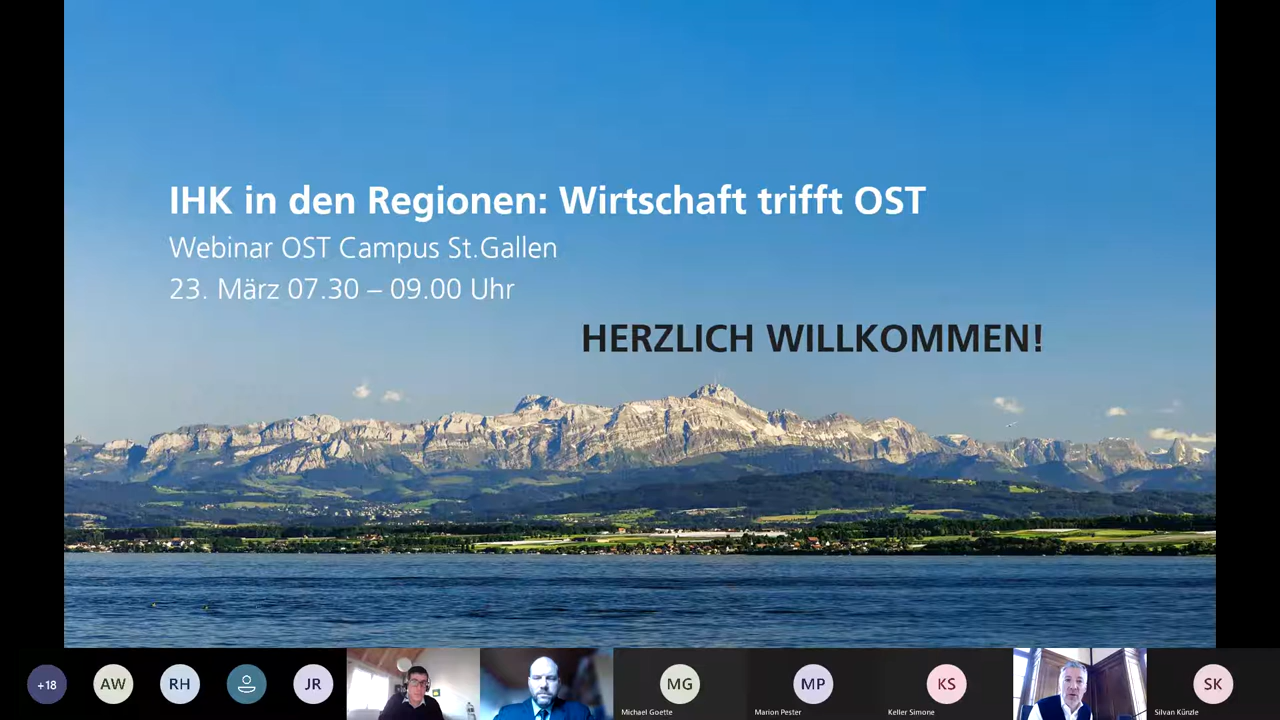 IHK in den Regionen: Wirtschaft trifft OST
Webinar OST Campus St.Gallen
23. März 07.30 – 09.00 Uhr
HERZLICH WILLKOMMEN!
+18
AW
RH
JR
MG
Michael Goette
MP
Marion Pester
KS
Keller Simone
SK
Silvan Künzle